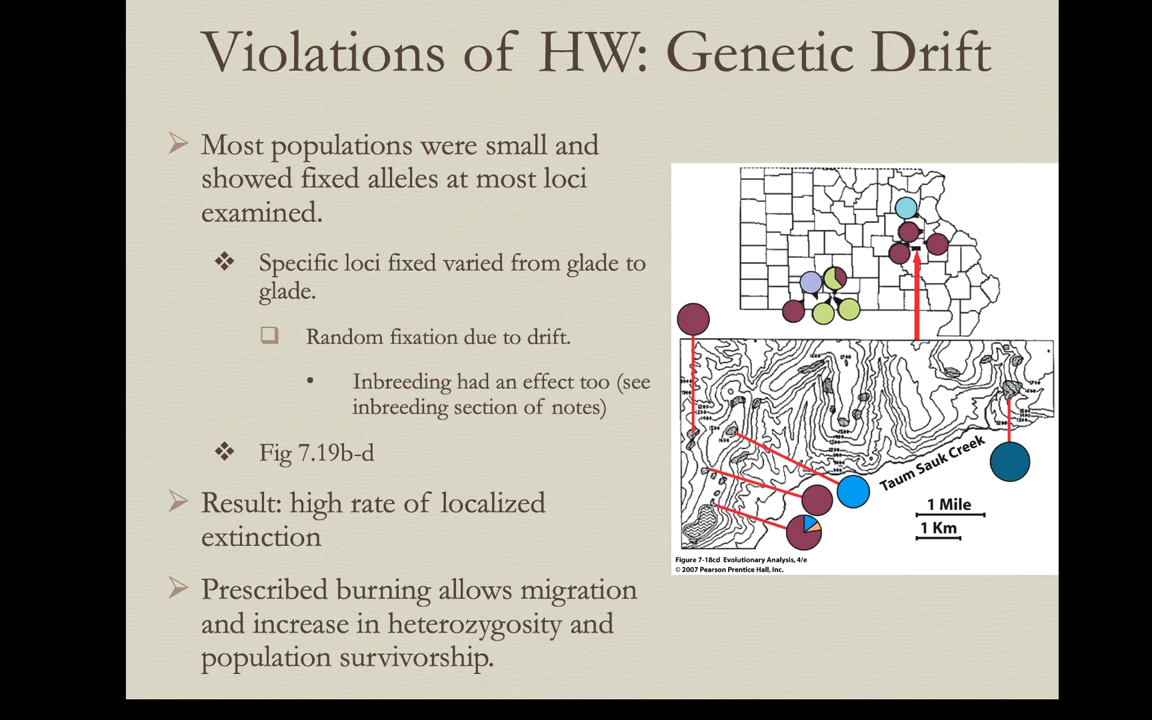 Violations of HW: Genetic Drift
Most populations were small and
showed fixed alleles at most loci
examined.
Specific loci fixed varied from glade to
glade.
Random fixation due to drift.
Inbreeding had an effect too (see
inbreeding section of notes)
Fig 7.19b-d
Result: high rate of localized
extinction
Prescribed burning allows migration
and increase in heterozygosity and
population survivorship.
Taum Sauk Creek
1 Mile
1 Km
Figure 7-18cd Evolutionary Analysis, 4/e
© 2007 Pearson Prentice Hall, Inc.